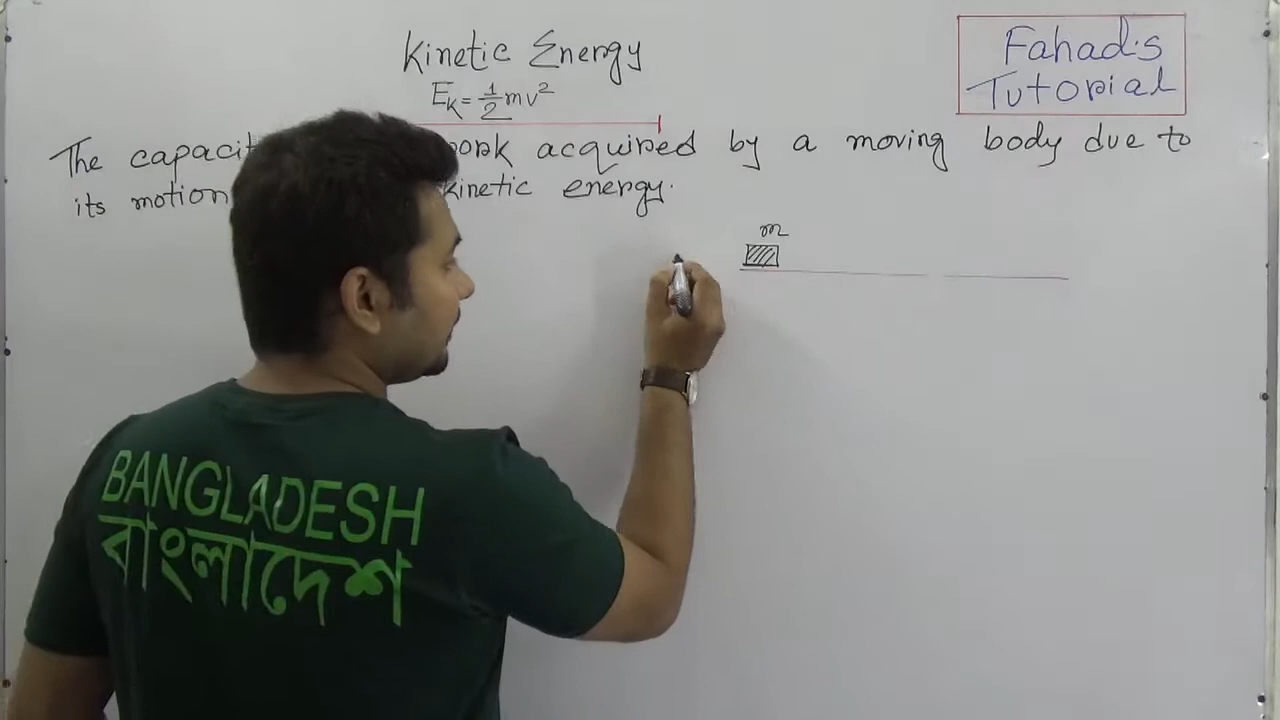 Kinetic Energy
Eₖ = ½ mv²
Fahad's
Tutorial
The capacit ork acquired by a moving body due to
its motion kinetic energy.
m
BANGLADESH
বাংলাদেশ